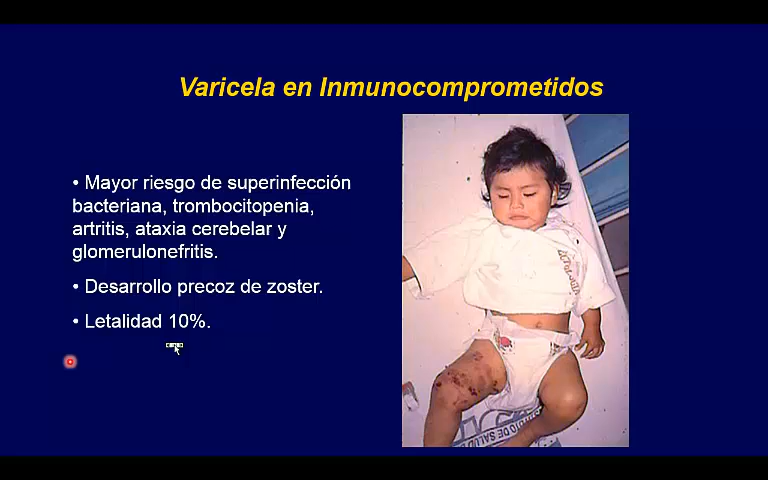 Varicela en Inmunocomprometidos
• Mayor riesgo de superinfección
bacteriana, trombocitopenia,
artritis, ataxia cerebelar y
glomerulonefritis.
• Desarrollo precoz de zoster.
• Letalidad 10%.